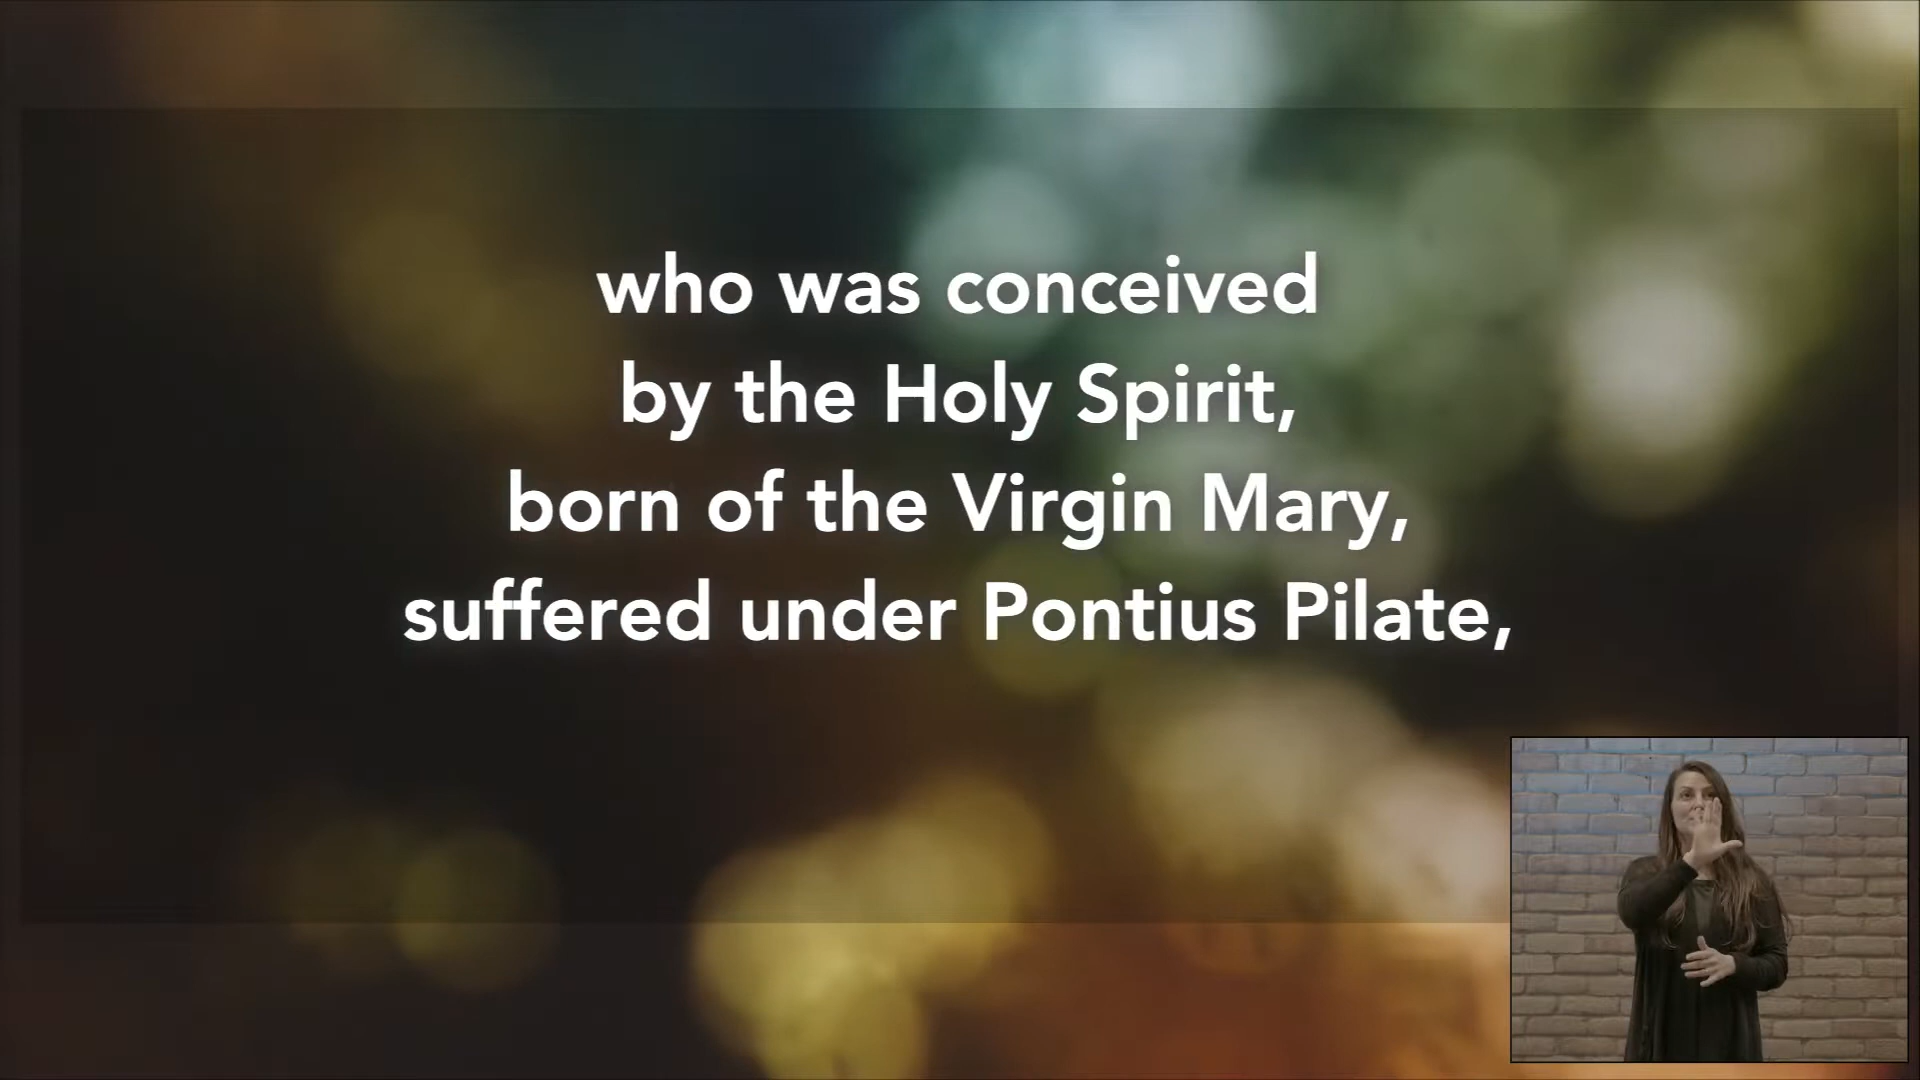 who was conceived
by the Holy Spirit,
born of the Virgin Mary,
suffered under Pontius Pilate,